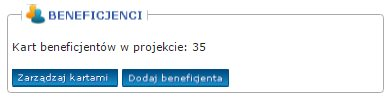 BENEFICJENCI
Kart beneficjentów w projekcie: 35
Zarządzaj kartami Dodaj beneficjenta